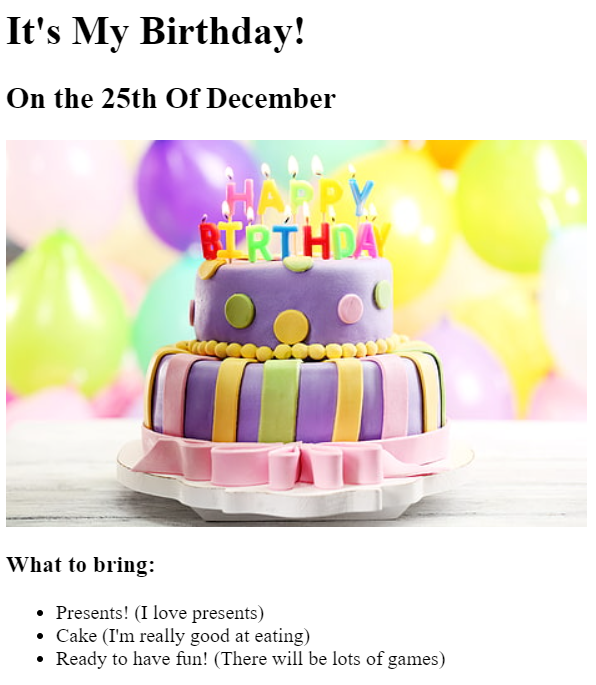 It's My Birthday!
On the 25th Of December
HAPPY
BIRTHDAY
What to bring:
Presents! (I love presents)
Cake (I'm really good at eating)
Ready to have fun! (There will be lots of games)